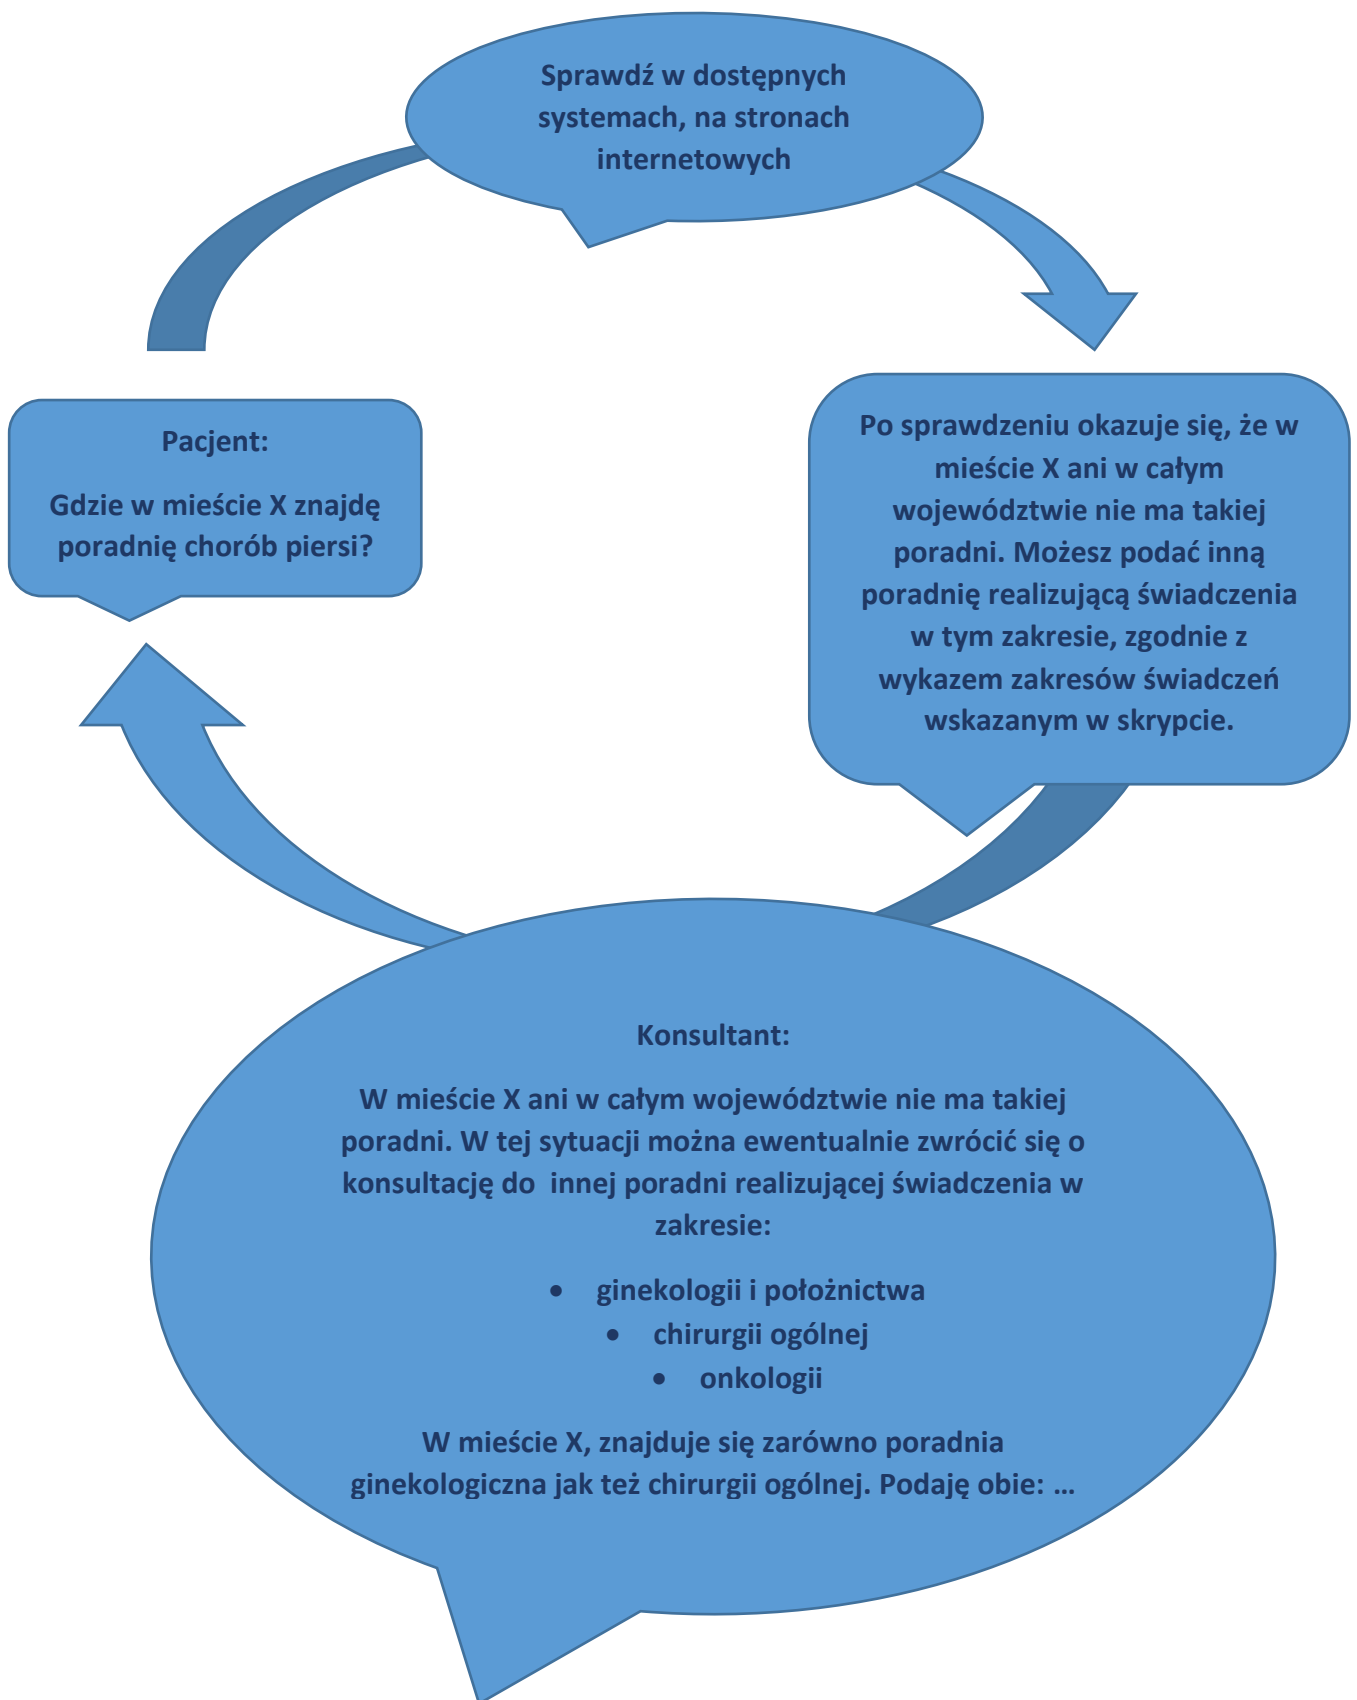 Sprawdź w dostępnych
systemach, na stronach
internetowych
Pacjent:
Gdzie w mieście X znajdę
poradnię chorób piersi?
Po sprawdzeniu okazuje się, że w
mieście X ani w całym
województwie nie ma takiej
poradni. Możesz podać inną
poradnię realizującą świadczenia
w tym zakresie, zgodnie z
wykazem zakresów świadczeń
wskazanym w skrypcie.
Konsultant:
W mieście X ani w całym województwie nie ma takiej
poradni. W tej sytuacji można ewentualnie zwrócić się o
konsultację do  innej poradni realizującej świadczenia w
zakresie:
• ginekologii i położnictwa
• chirurgii ogólnej
• onkologii
W mieście X, znajduje się zarówno poradnia
ginekologiczna jak też chirurgii ogólnej. Podaję obie: …